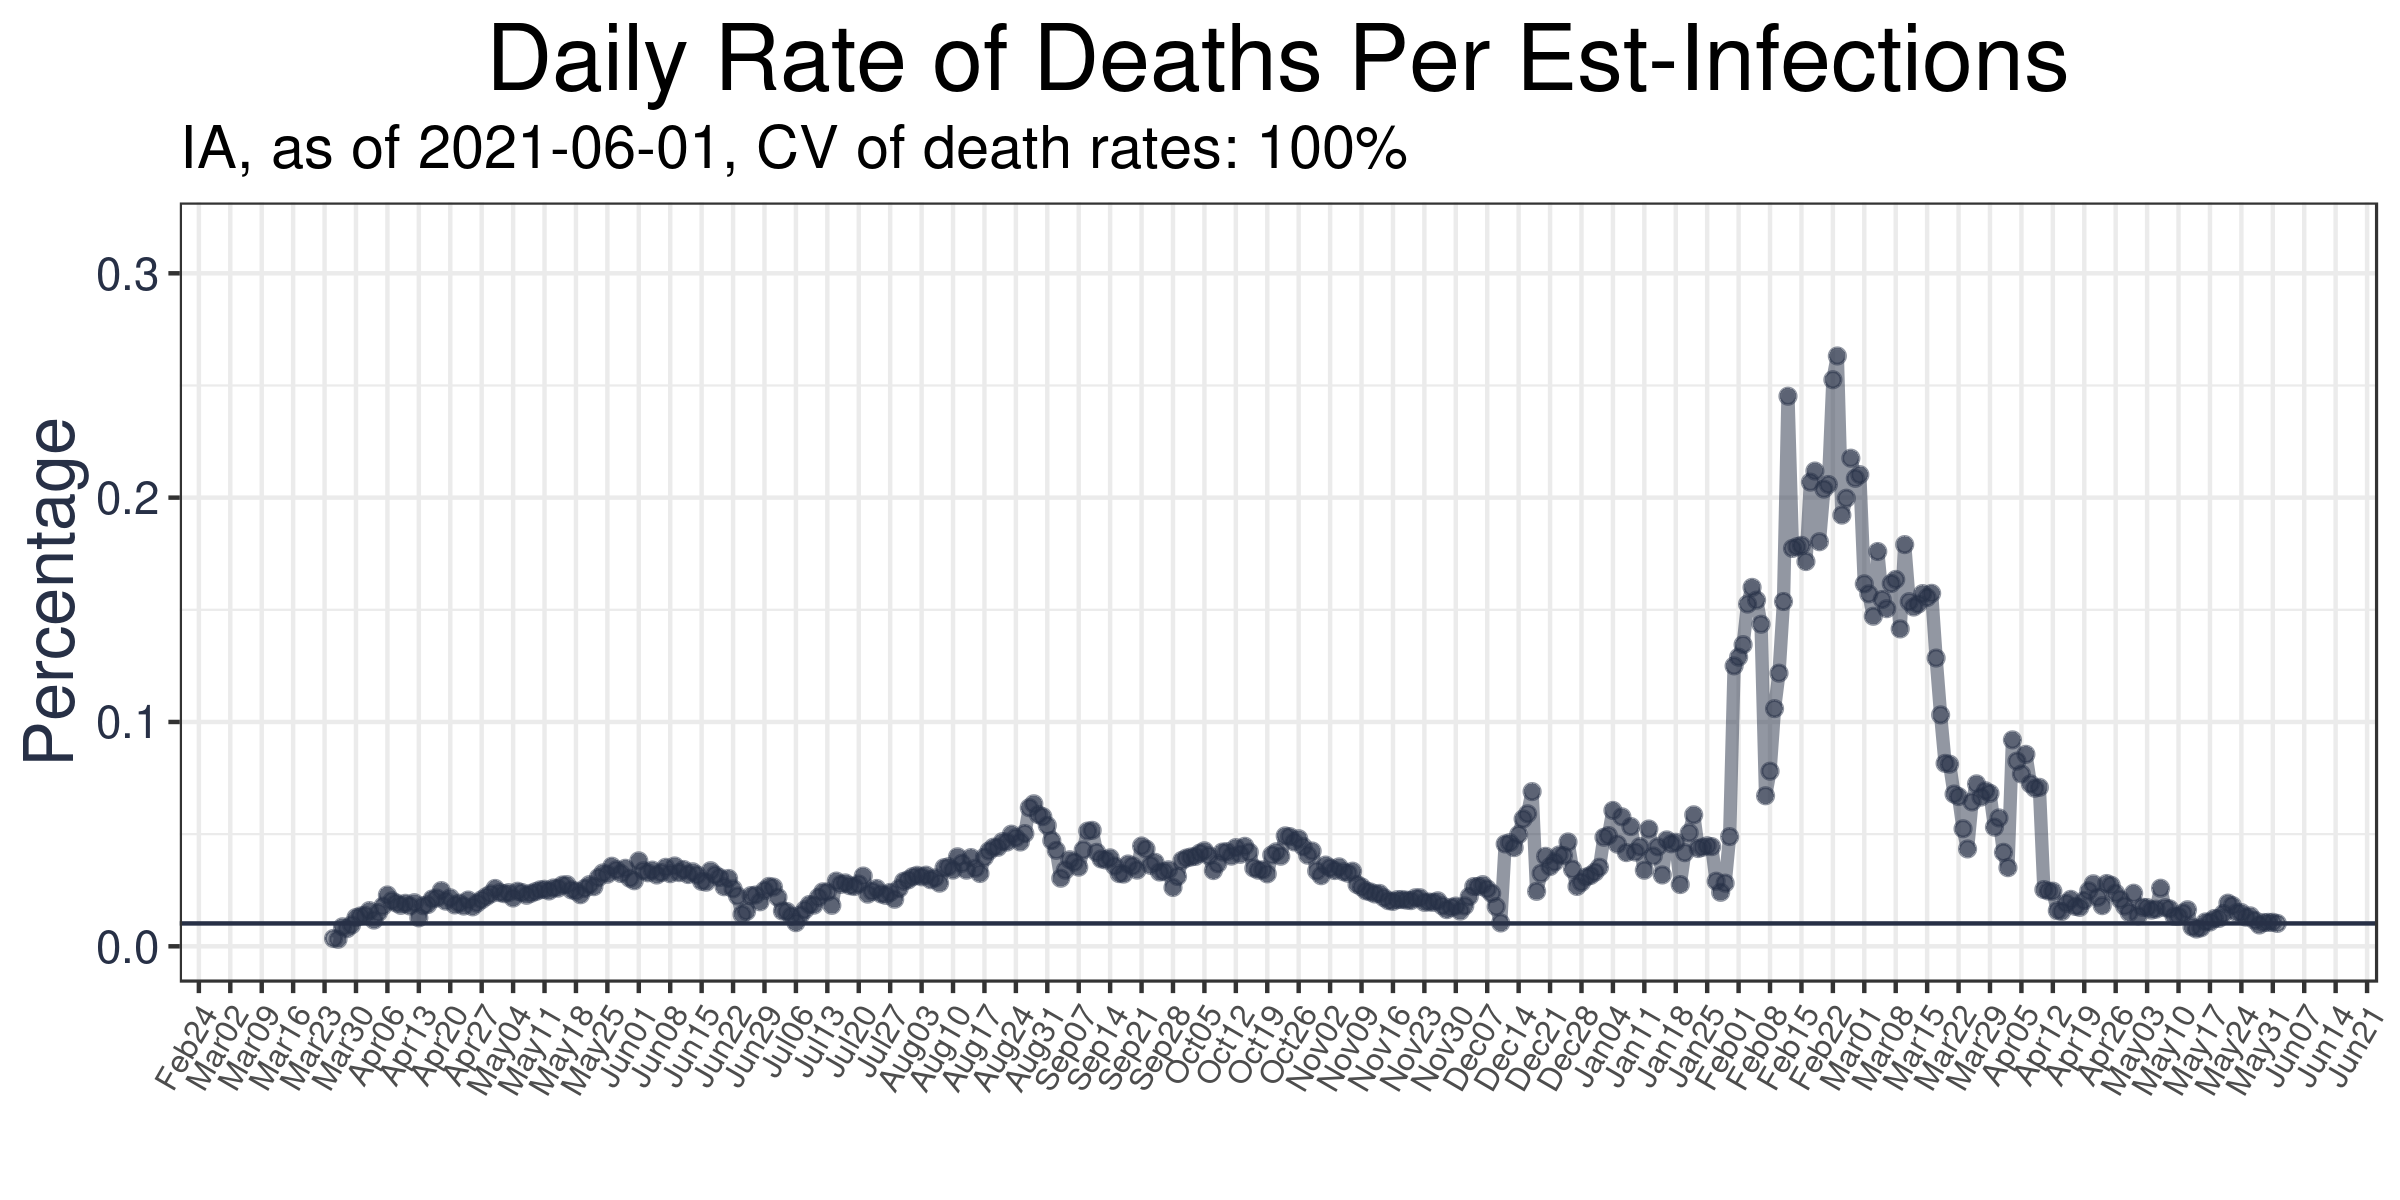 Daily Rate of Deaths Per Est-Infections
IA, as of 2021-06-01, CV of death rates: 100%
Percentage
0.3
0.2
0.1
0.0
Feb24
Mar02
Mar09
Mar16
Mar23
Mar30
Apr06
Apr13
Apr20
Apr27
May04
May11
May18
May25
Jun01
Jun08
Jun15
Jun22
Jun29
Jul06
Jul13
Jul20
Jul27
Aug03
Aug10
Aug17
Aug24
Aug31
Sep07
Sep14
Sep21
Sep28
Oct05
Oct12
Oct19
Oct26
Nov02
Nov09
Nov16
Nov23
Nov30
Dec07
Dec14
Dec21
Dec28
Jan04
Jan11
Jan18
Jan25
Feb01
Feb08
Feb15
Feb22
Mar01
Mar08
Mar15
Mar22
Mar29
Apr05
Apr12
Apr19
Apr26
May03
May10
May17
May24
May31
Jun07
Jun14
Jun21